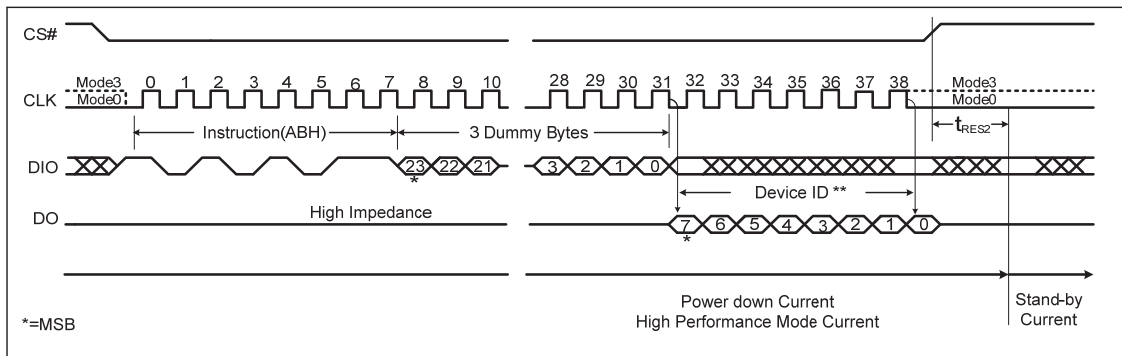 CS#
Mode3 0 1 2 3 4 5 6 7 8 9 10 28 29 30 31 32 33 34 35 36 37 38 Mode3
CLK Mode0 Mode0
Instruction(ABH) 3 Dummy Bytes tRES2
DIO 23 22 21 3 2 1 0
*
Device ID **
High Impedance
DO 7 6 5 4 3 2 1 0
*
Power down Current Stand-by
High Performance Mode Current Current
*=MSB